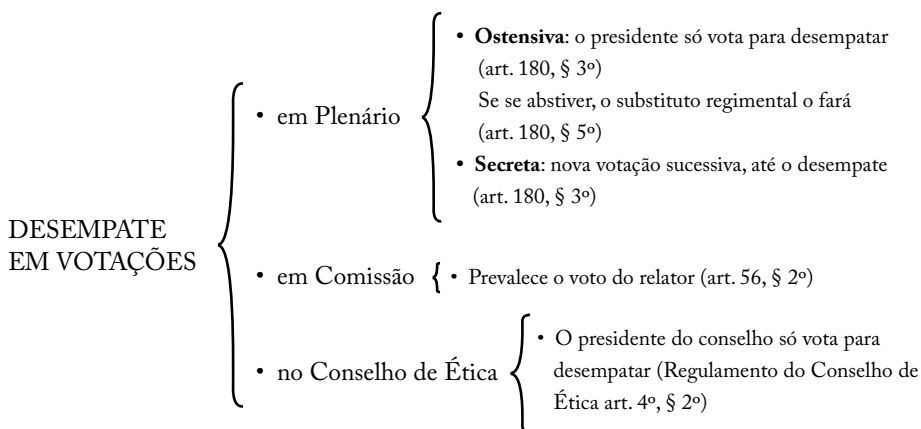 DESEMPATE
EM VOTAÇÕES
• em Plenário
• Ostensiva: o presidente só vota para desempatar
(art. 180, § 3º)
Se se abstiver, o substituto regimental o fará
(art. 180, § 5º)
• Secreta: nova votação sucessiva, até o desempate
(art. 180, § 3º)
• em Comissão
• Prevalece o voto do relator (art. 56, § 2º)
• no Conselho de Ética
• O presidente do conselho só vota para
desempatar (Regulamento do Conselho de
Ética art. 4º, § 2º)